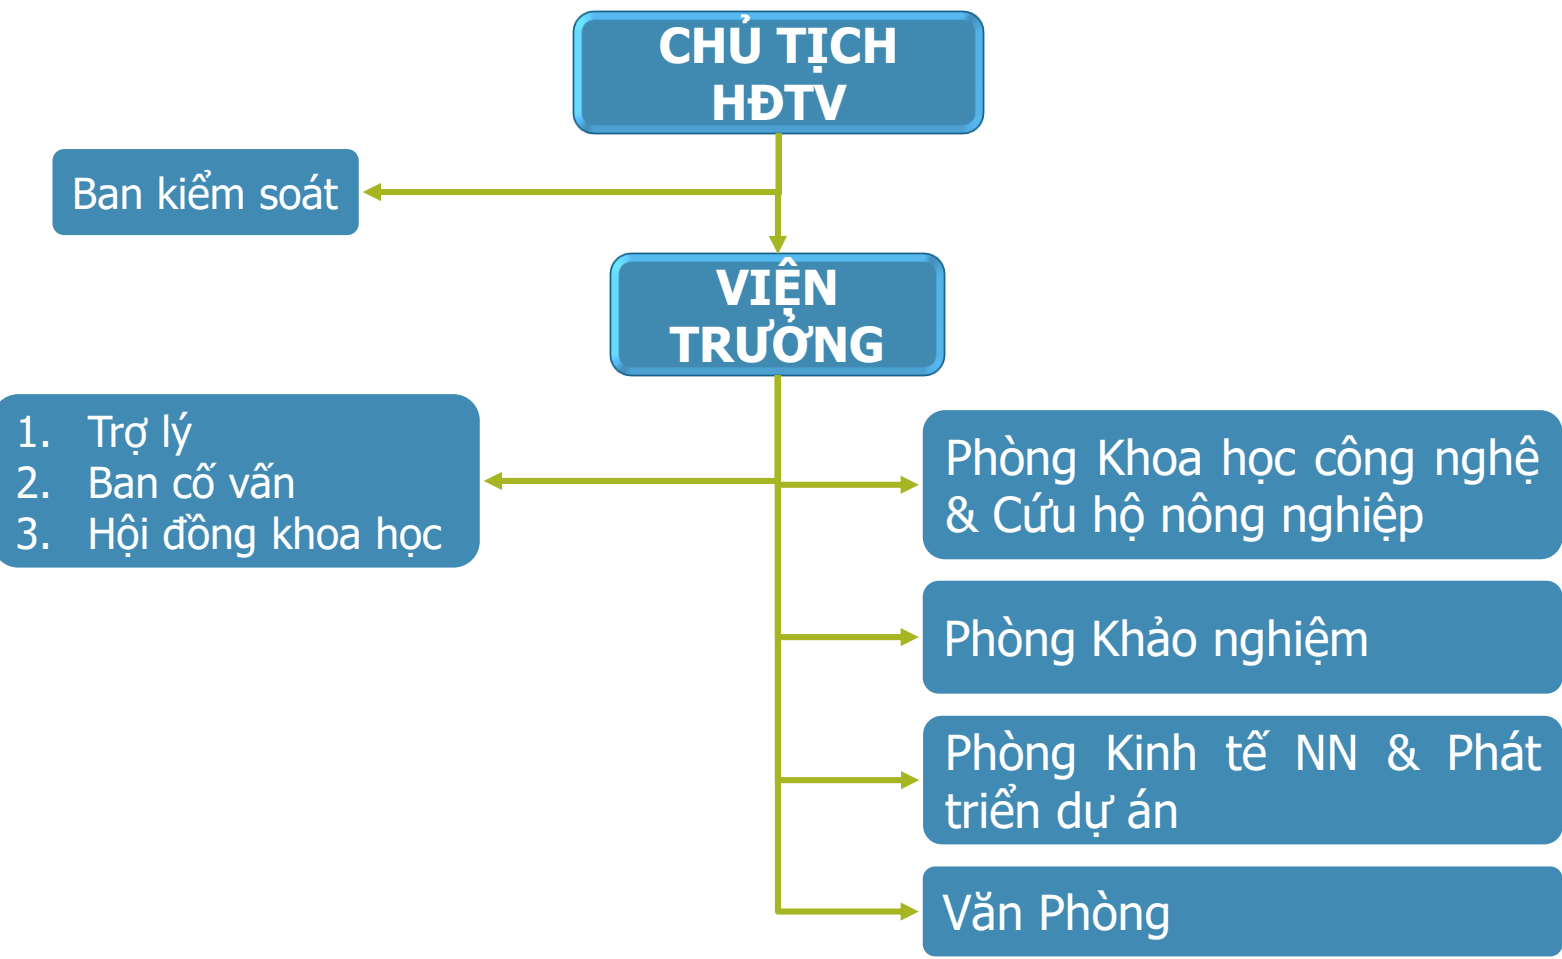 CHỦ TỊCH
HĐTV
Ban kiểm soát
VIỆN
TRƯỞNG
1. Trợ lý
2. Ban cố vấn
3. Hội đồng khoa học
Phòng Khoa học công nghệ
& Cứu hộ nông nghiệp
Phòng Khảo nghiệm
Phòng Kinh tế NN & Phát
triển dự án
Văn Phòng